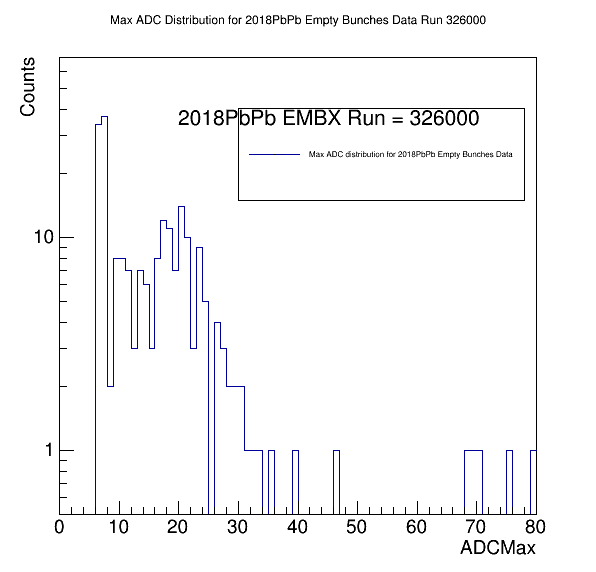 Max ADC Distribution for 2018PbPb Empty Bunches Data Run 326000
Counts
2018PbPb EMBX Run = 326000
Max ADC distribution for 2018PbPb Empty Bunches Data
10
1
0 10 20 30 40 50 60 70 80
ADCMax